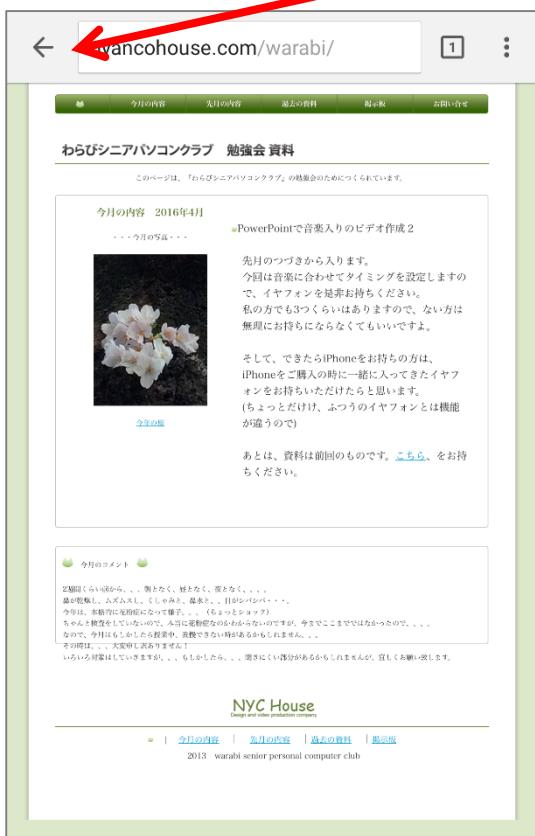 yancohouse.com/warabi/
1
今月の内容 先月の内容 過去の資料 掲示板 お問い合せ
わらびシニアパソコンクラブ 勉強会 資料
このページは、『わらびシニアパソコンクラブ』の勉強会のためにつくられています。
今月の内容 2016年4月
・・・今月の写真・・・
今年の桜
PowerPointで音楽入りのビデオ作成２
先月のつづきから入ります。
今回は音楽に合わせてタイミングを設定しますの
で、イヤフォンを是非お持ちください。
私の方でも3つくらいはありますので、ない方は
無理にお持ちにならなくてもいいですよ。
そして、できたらiPhoneをお持ちの方は、
iPhoneをご購入の時に一緒に入ってきたイヤフ
ォンをお持ちいただけたらと思います。
(ちょっとだけけ、ふつうのイヤフォンとは機能
が違うので)
あとは、資料は前回のものです。こちら、をお持
ちください。
今月のコメント
2週間くらい前から、、、朝となく、昼となく、夜となく、、、、
鼻が乾燥し、ムズムズし、くしゃみと、鼻水と、、目がシバシバ・・・、
今年は、本格的に花粉症になって様子、、、（ちょっとショック）
ちゃんと検査をしていないので、本当に花粉症なのかわからないのですが、今までここまでではなかったので、、、、
なので、今月はもしかしたら授業中、我慢できない時があるかもしれません、、、
その時は、、、大変申し訳ありません！
いろいろ対策はしていきますが、、、もしかしたら、、、聞きにくい部分があるかもしれませんが、宜しくお願い致します。
NYC House
Design and video production company
| 今月の内容 | 先月の内容 | 過去の資料 | 掲示板
2013 warabi senior personal computer club